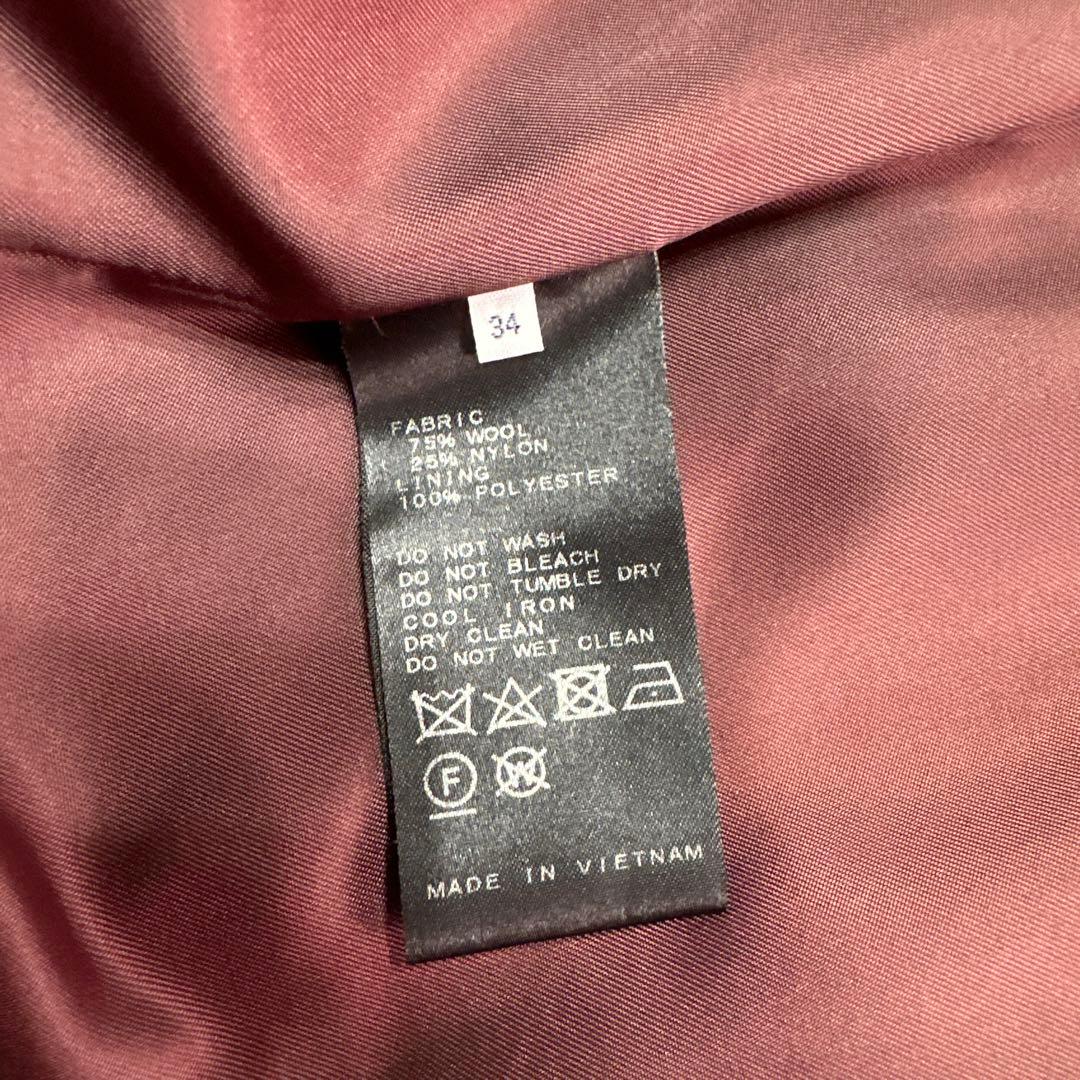 34
FABRIC
75% WOOL
25% NYLON
LINING
100% POLYESTER
DO NOT WASH
DO NOT BLEACH
DO NOT TUMBLE DRY
COOL IRON
DRY CLEAN
DO NOT WET CLEAN
F W
MADE IN VIETNAM